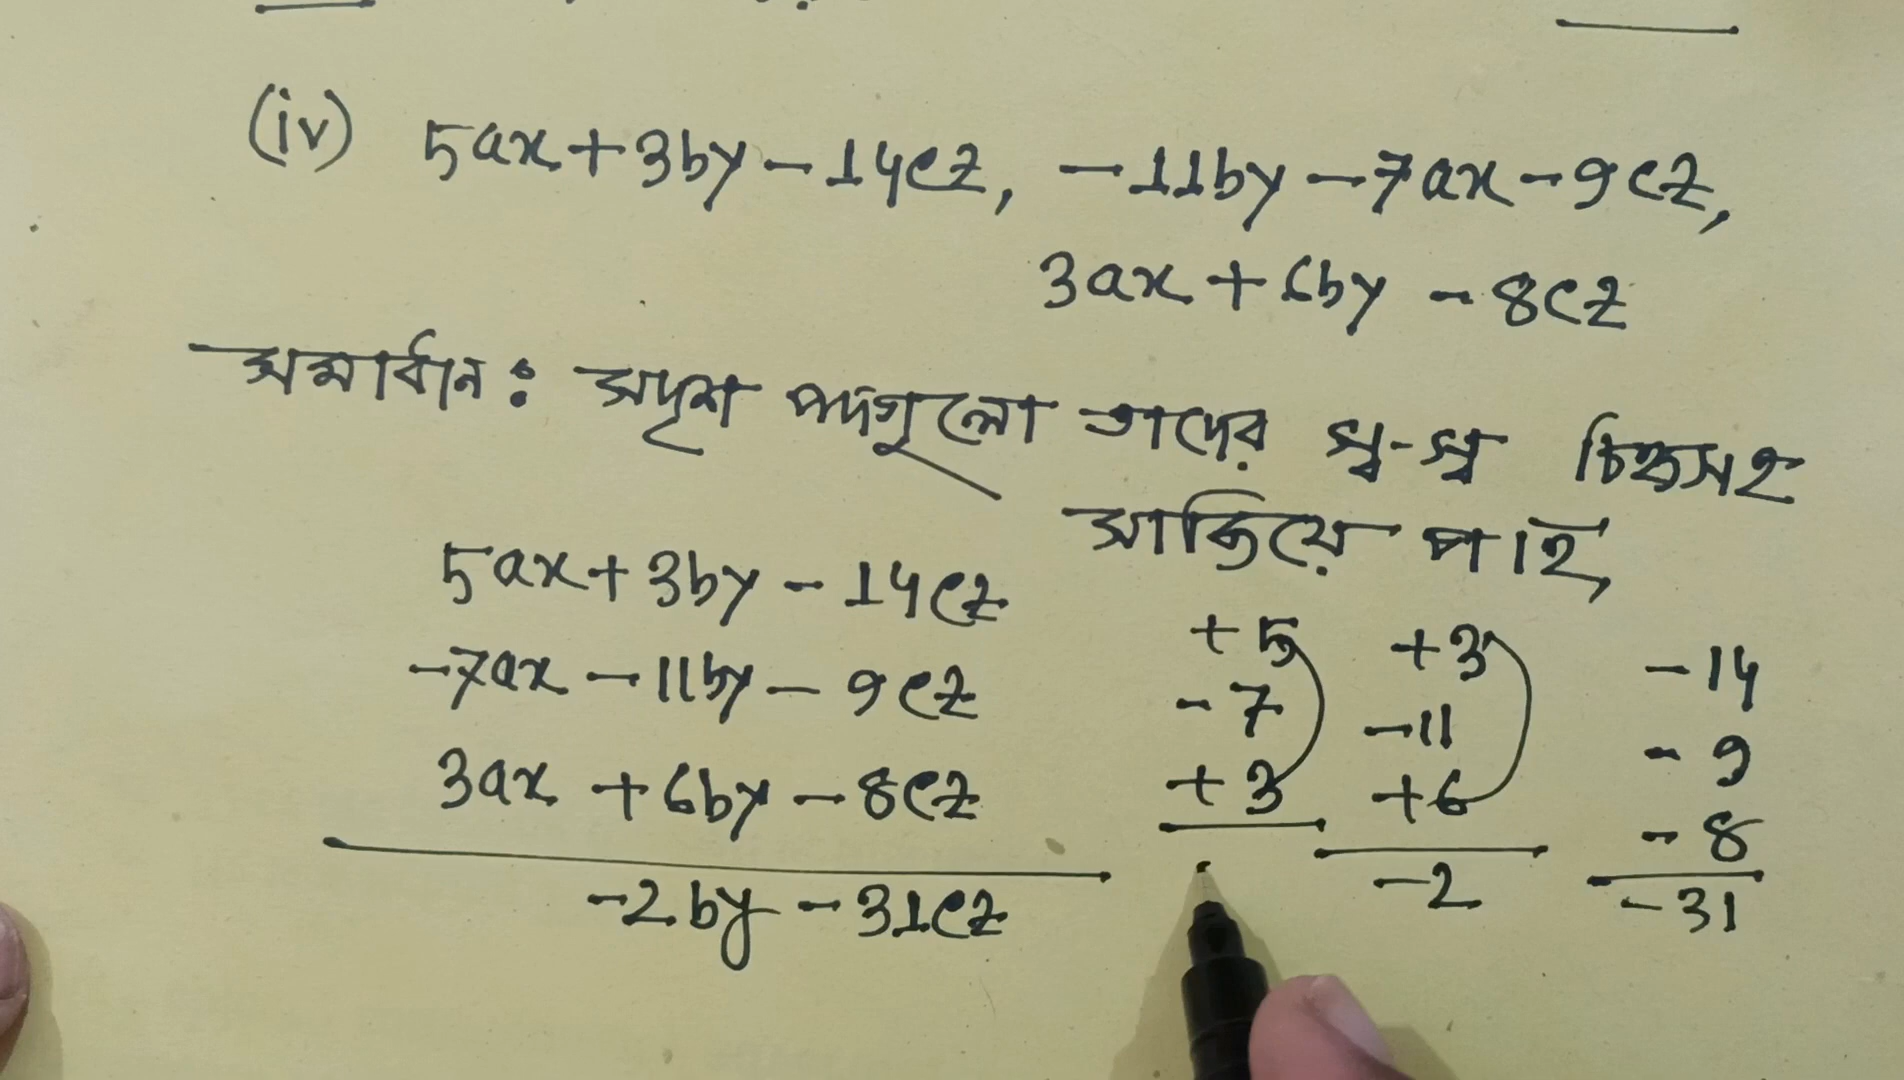 (iv) 5ax+3by-14cz, -11by-7ax-9cz,
3ax+6by-8cz
সমাধান: সদৃশ পদগুলো তাদের স্ব-স্ব চিহ্নসহ
সাজিয়ে পাই,
5ax+3by-14cz
-7ax-11by-9cz
3ax+6by-8cz
-2by-31cz
+5 +3 -14
-7 -11 -9
+3 +6 -8
-2 -31